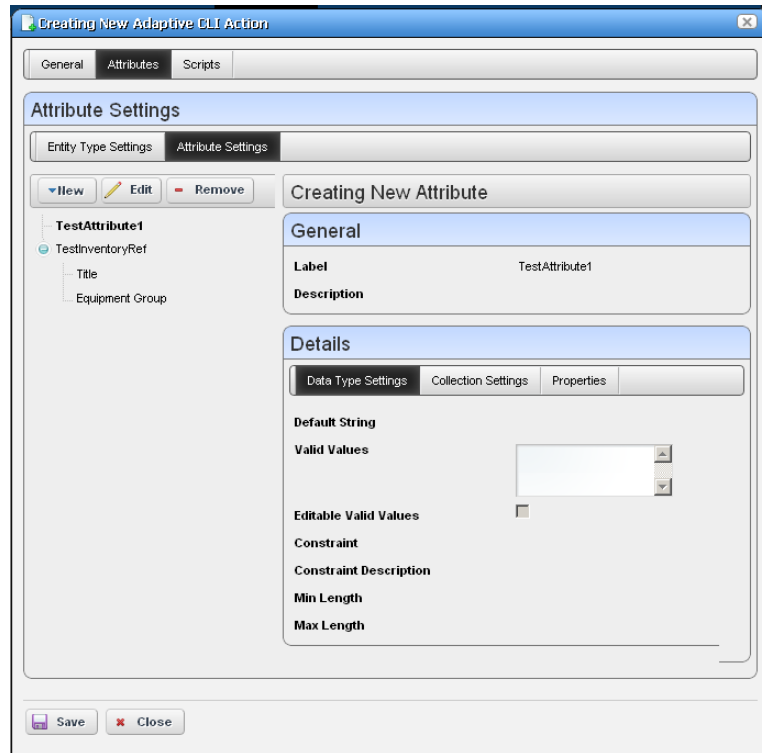 Creating New Adaptive CLI Action
General Attributes Scripts
Attribute Settings
Entity Type Settings Attribute Settings
New Edit Remove
TestAttribute1
TestInventoryRef
Title
Equipment Group
Creating New Attribute
General
Label TestAttribute1
Description
Details
Data Type Settings Collection Settings Properties
Default String
Valid Values
Editable Valid Values
Constraint
Constraint Description
Min Length
Max Length
Save Close